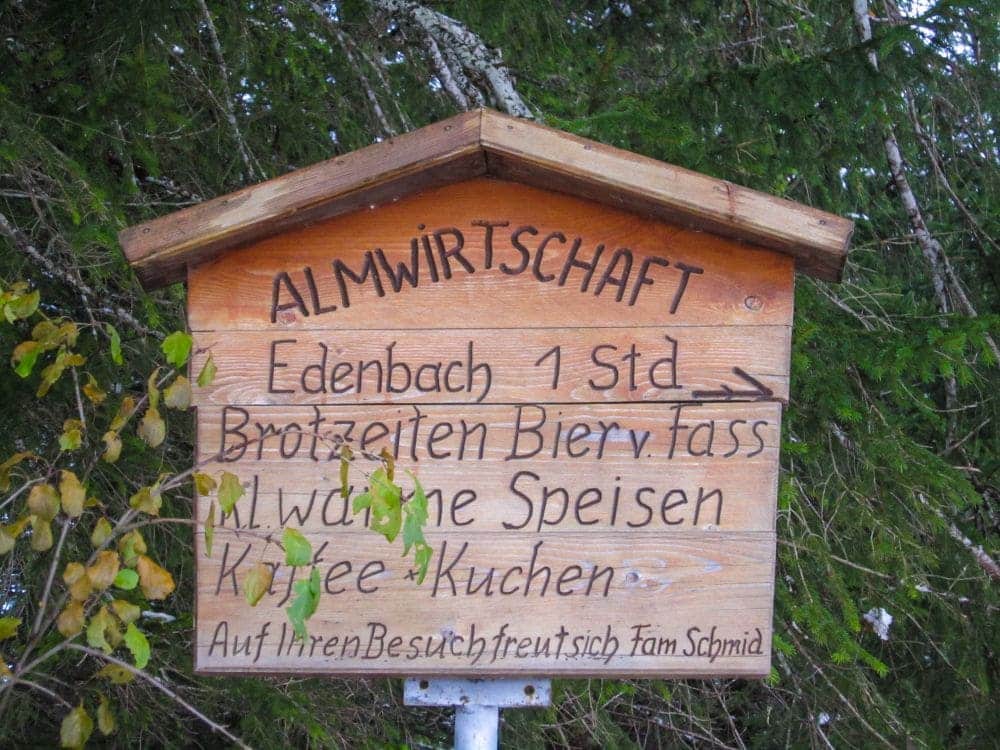 ALMWIRTSCHAFT
Edenbach 1 Std →
Brotzeiten Bier v. Fass
Kl. warme Speisen
Kaffee + Kuchen
Auf Ihren Besuch freut sich Fam Schmid